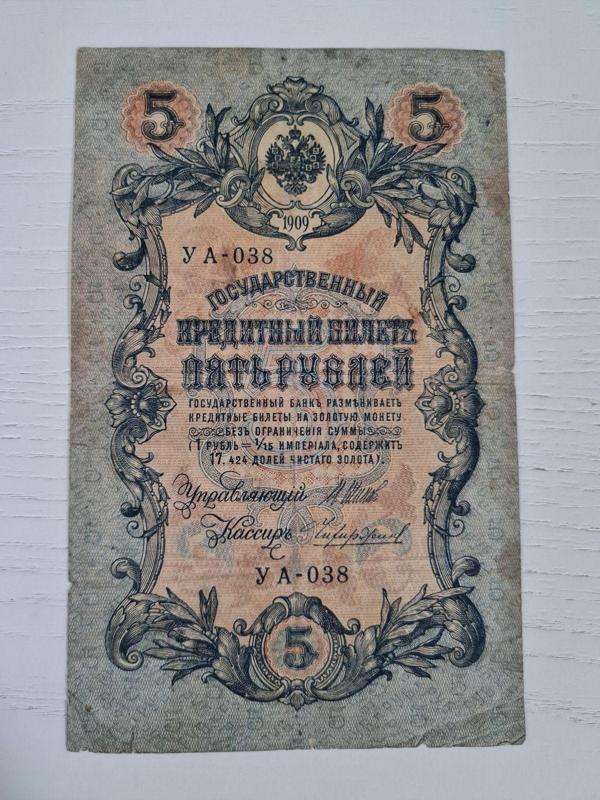 5 5
1909
УА-038
ГОСУДАРСТВЕННЫЙ
КРЕДИТНЫЙ БИЛЕТЪ
ПЯТЬ РУБЛЕЙ
ГОСУДАРСТВЕННЫЙ БАНКЪ РАЗМѢНИВАЕТЪ
КРЕДИТНЫЕ БИЛЕТЫ НА ЗОЛОТУЮ МОНЕТУ
БЕЗЪ ОГРАНИЧЕНІЯ СУММЫ
(1 РУБЛЬ = 1/15 ИМПЕРІАЛА, СОДЕРЖИТЪ
17.424 ДОЛЕЙ ЧИСТАГО ЗОЛОТА).
Управляющій
Кассиръ
УА-038
5